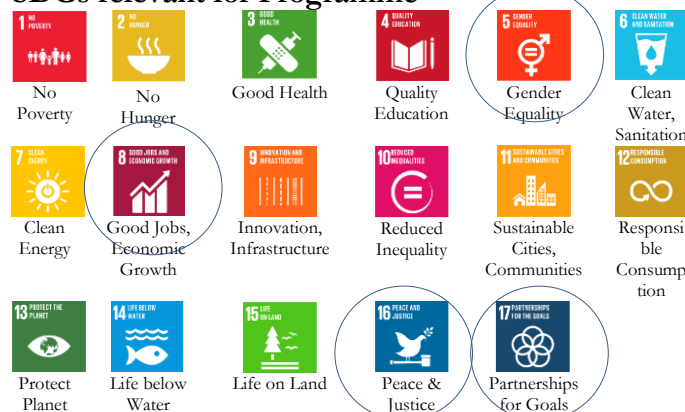 SDGs relevant for Programme
1 NO
POVERTY
2 NO
HUNGER
3 GOOD
HEALTH
4 QUALITY
EDUCATION
5 GENDER
EQUALITY
6 CLEAN WATER
AND SANITATION
No
Poverty
No
Hunger
Good Health
Quality
Education
Gender
Equality
Clean
Water,
Sanitation
7 CLEAN
ENERGY
8 GOOD JOBS AND
ECONOMIC GROWTH
9 INNOVATION AND
INFRASTRUCTURE
10 REDUCED
INEQUALITIES
11 SUSTAINABLE CITIES
AND COMMUNITIES
12 RESPONSIBLE
CONSUMPTION
Clean
Energy
Good Jobs,
Economic
Growth
Innovation,
Infrastructure
Reduced
Inequality
Sustainable
Cities,
Communities
Responsi
ble
Consump
tion
13 PROTECT THE
PLANET
14 LIFE BELOW
WATER
15 LIFE
ON LAND
16 PEACE AND
JUSTICE
17 PARTNERSHIPS
FOR THE GOALS
Protect
Planet
Life below
Water
Life on Land
Peace &
Justice
Partnerships
for Goals